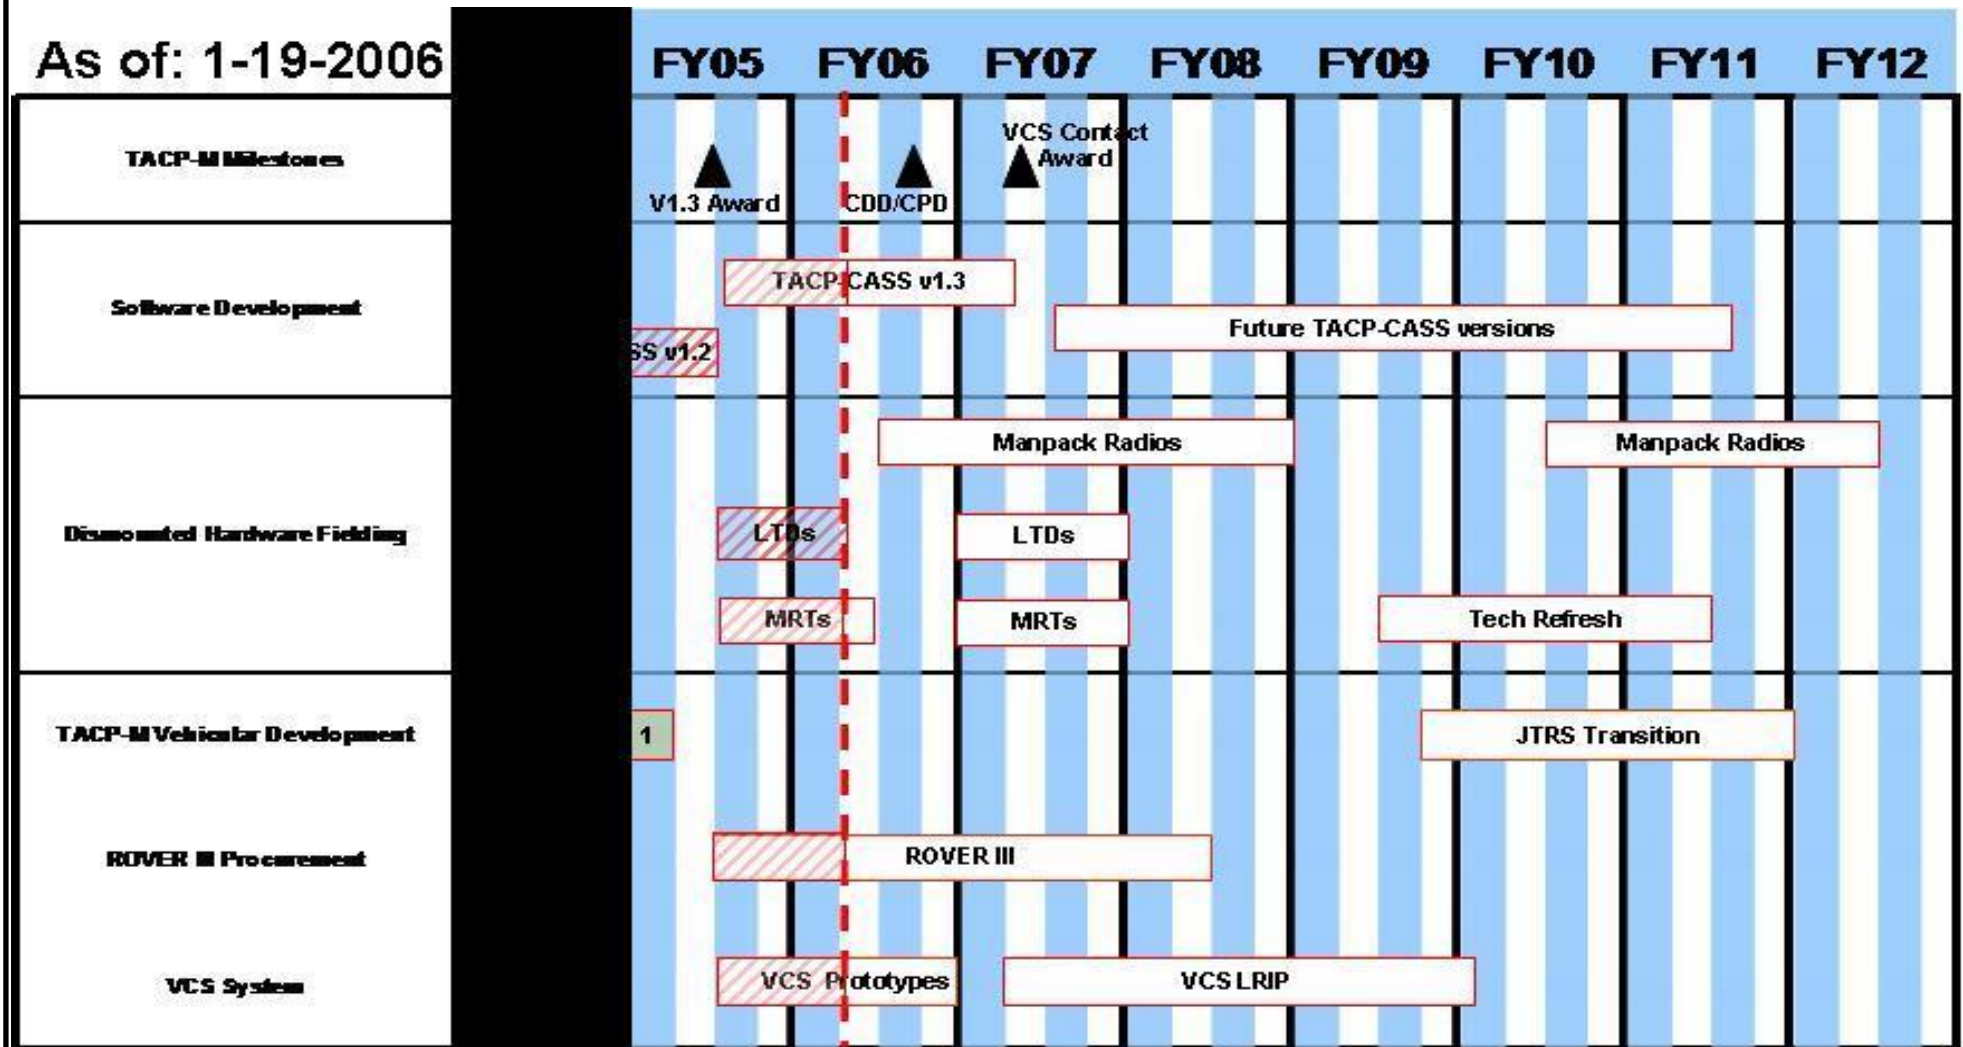 As of: 1-19-2006
FY05 FY06 FY07 FY08 FY09 FY10 FY11 FY12
TACP-M Milestones
VCS Contact
Award
V1.3 Award
CDD/CPD
Software Development
TACP-CASS v1.3
Future TACP-CASS versions
SS v1.2
Dismounted Hardware Fielding
Manpack Radios
Manpack Radios
LTDs
LTDs
MRTs
MRTs
Tech Refresh
TACP-M Vehicular Development
1
JTRS Transition
ROVER III Procurement
ROVER III
VCS System
VCS Prototypes
VCS LRIP